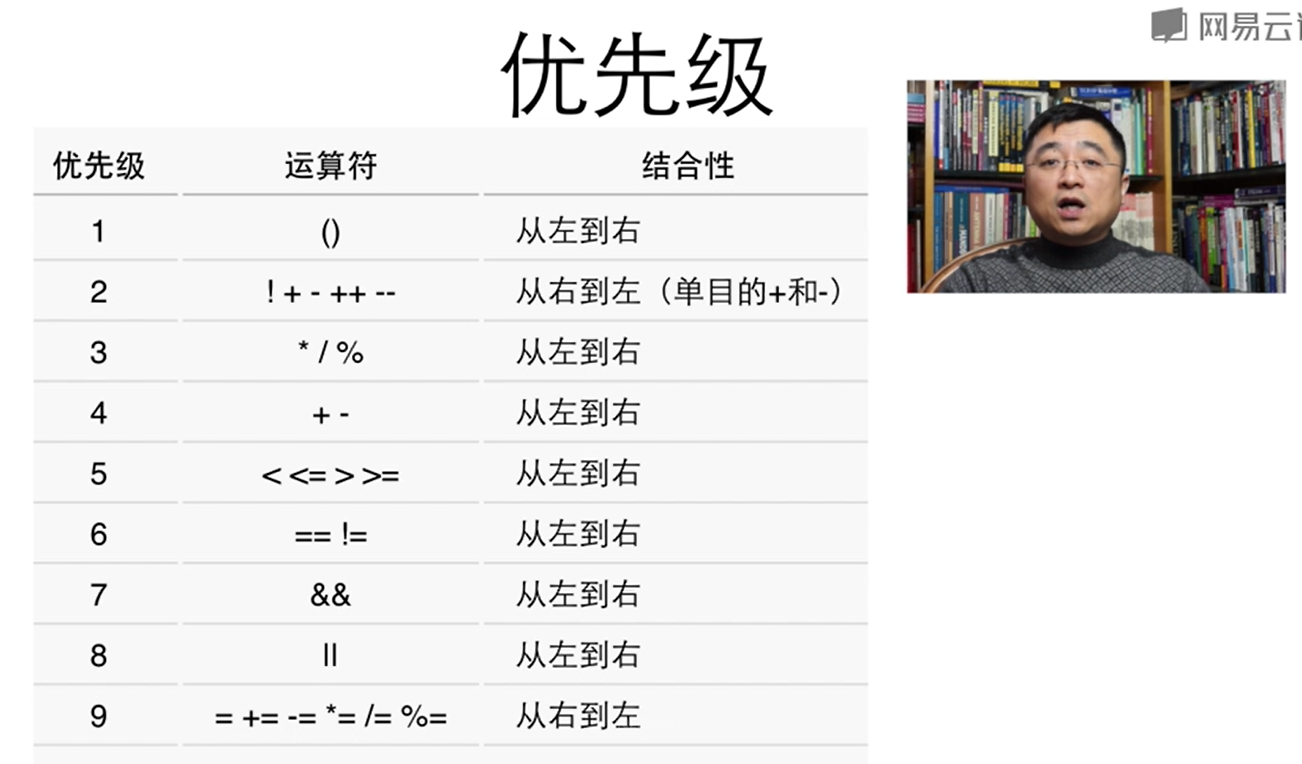 网易云
优先级
优先级 运算符 结合性
1 () 从左到右
2 ! + - ++ -- 从右到左（单目的+和-）
3 * / % 从左到右
4 + - 从左到右
5 < <= > >= 从左到右
6 == != 从左到右
7 && 从左到右
8 || 从左到右
9 = += -= *= /= %= 从右到左